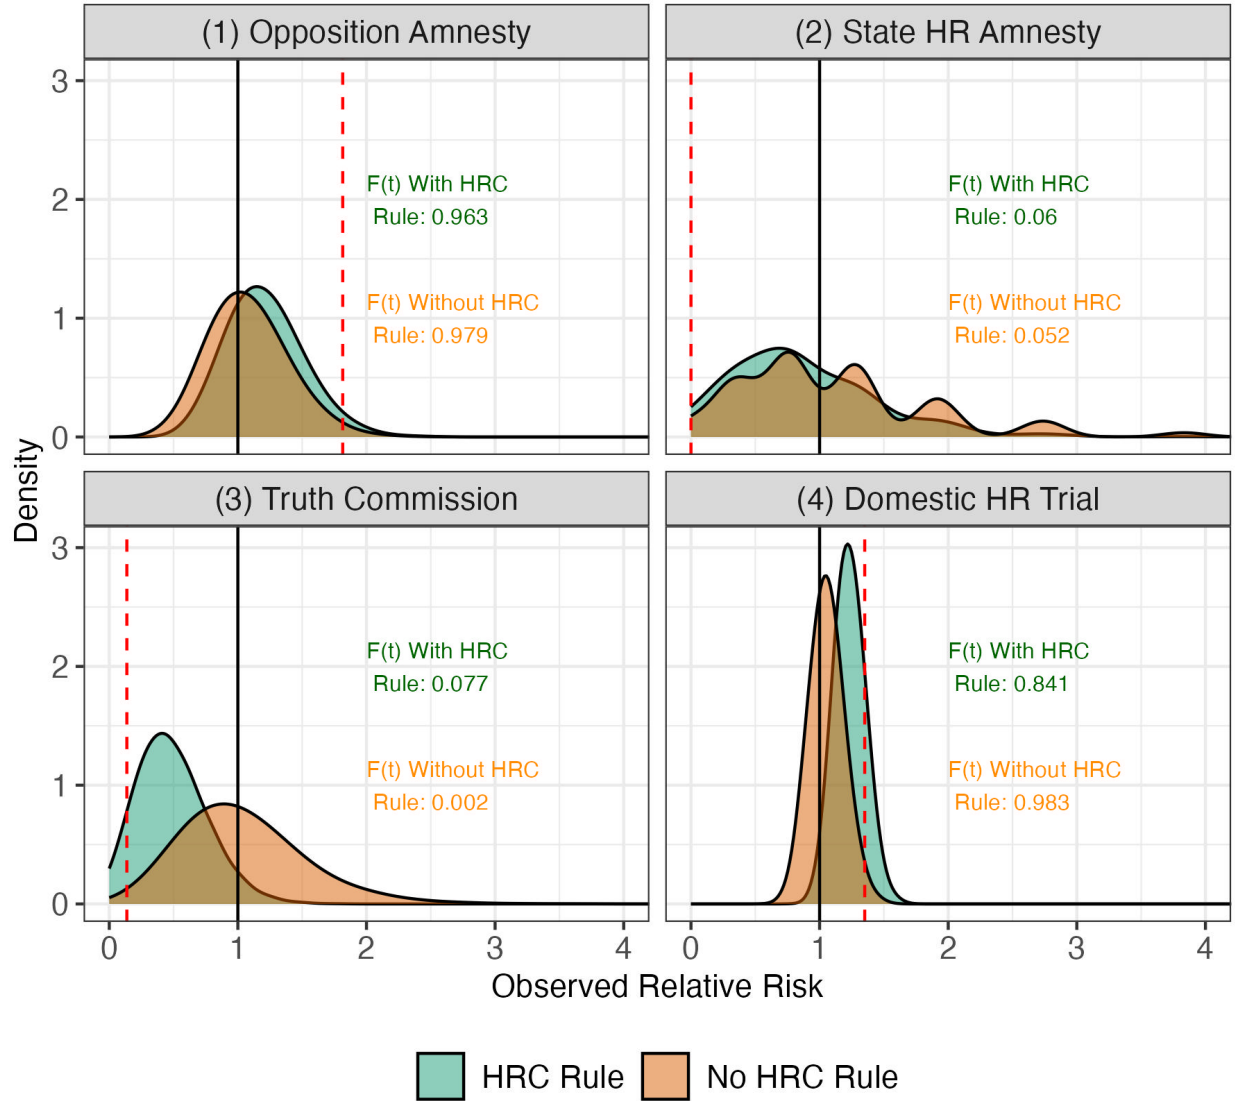 (1) Opposition Amnesty
(2) State HR Amnesty
3
2
1
0
F(t) With HRC
Rule: 0.963
F(t) Without HRC
Rule: 0.979
F(t) With HRC
Rule: 0.06
F(t) Without HRC
Rule: 0.052
Density
(3) Truth Commission
(4) Domestic HR Trial
3
2
1
0
F(t) With HRC
Rule: 0.077
F(t) Without HRC
Rule: 0.002
F(t) With HRC
Rule: 0.841
F(t) Without HRC
Rule: 0.983
0 1 2 3 4
0 1 2 3 4
Observed Relative Risk
HRC Rule
No HRC Rule